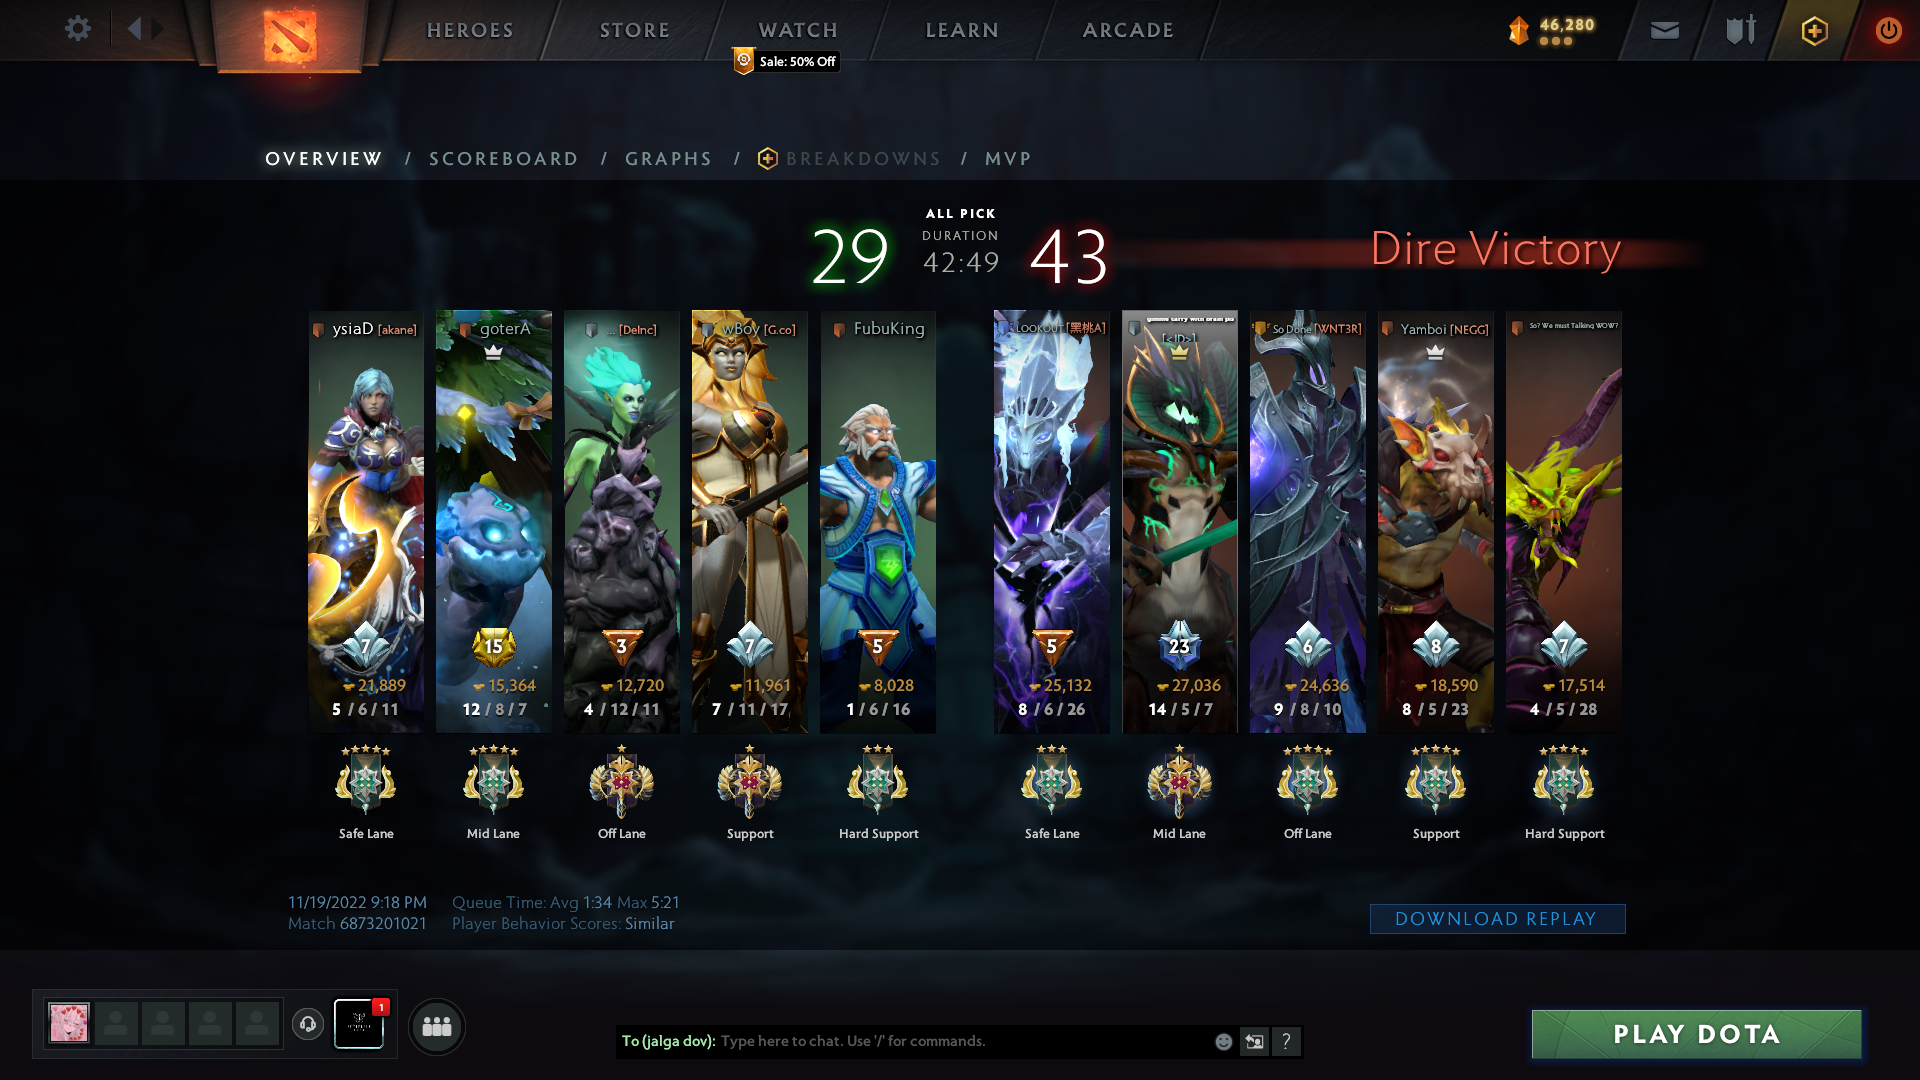 HEROES
STORE
WATCH
LEARN
ARCADE
46,280
Sale: 50% Off
OVERVIEW / SCOREBOARD / GRAPHS / BREAKDOWNS / MVP
ALL PICK
29
DURATION
42:49
43
Dire Victory
ysiaD [akane]
goterA
... [DeInc]
wBoy [G.co]
FubuKing
LOOKOUT [黑桃A]
[<JD>]
So Done [WNT3R]
Yamboi [NEGG]
So? We must Talking WOW?
7
15
3
7
5
5
23
6
8
7
21,889
15,364
12,720
11,961
8,028
25,132
27,036
24,636
18,590
17,514
5 / 6 / 11
12 / 8 / 7
4 / 12 / 11
7 / 11 / 17
1 / 6 / 16
8 / 6 / 26
14 / 5 / 7
9 / 8 / 10
8 / 5 / 23
4 / 5 / 28
Safe Lane
Mid Lane
Off Lane
Support
Hard Support
Safe Lane
Mid Lane
Off Lane
Support
Hard Support
11/19/2022 9:18 PM
Queue Time: Avg 1:34 Max 5:21
Match 6873201021
Player Behavior Scores: Similar
DOWNLOAD REPLAY
1
To (jalga dov): Type here to chat. Use '/' for commands.
?
PLAY DOTA